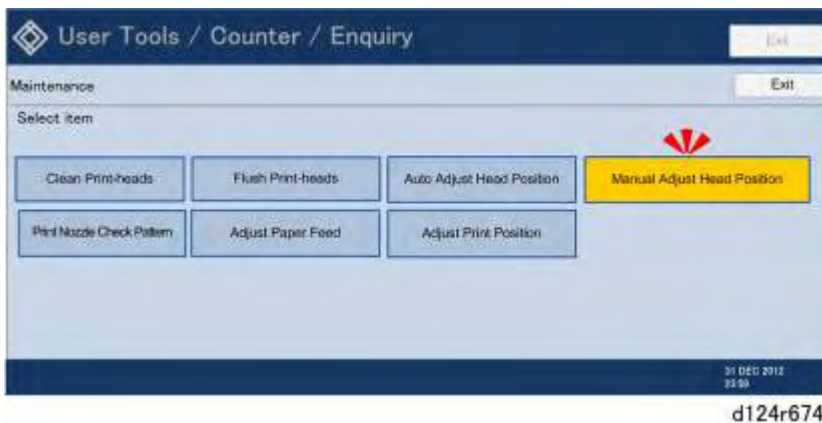 User Tools / Counter / Enquiry
Exit
Maintenance
Exit
Select item
Clean Print-heads
Flush Print-heads
Auto Adjust Head Position
Manual Adjust Head Position
Print Nozzle Check Pattern
Adjust Paper Feed
Adjust Print Position
31 DEC 2012
23:59
d124r674